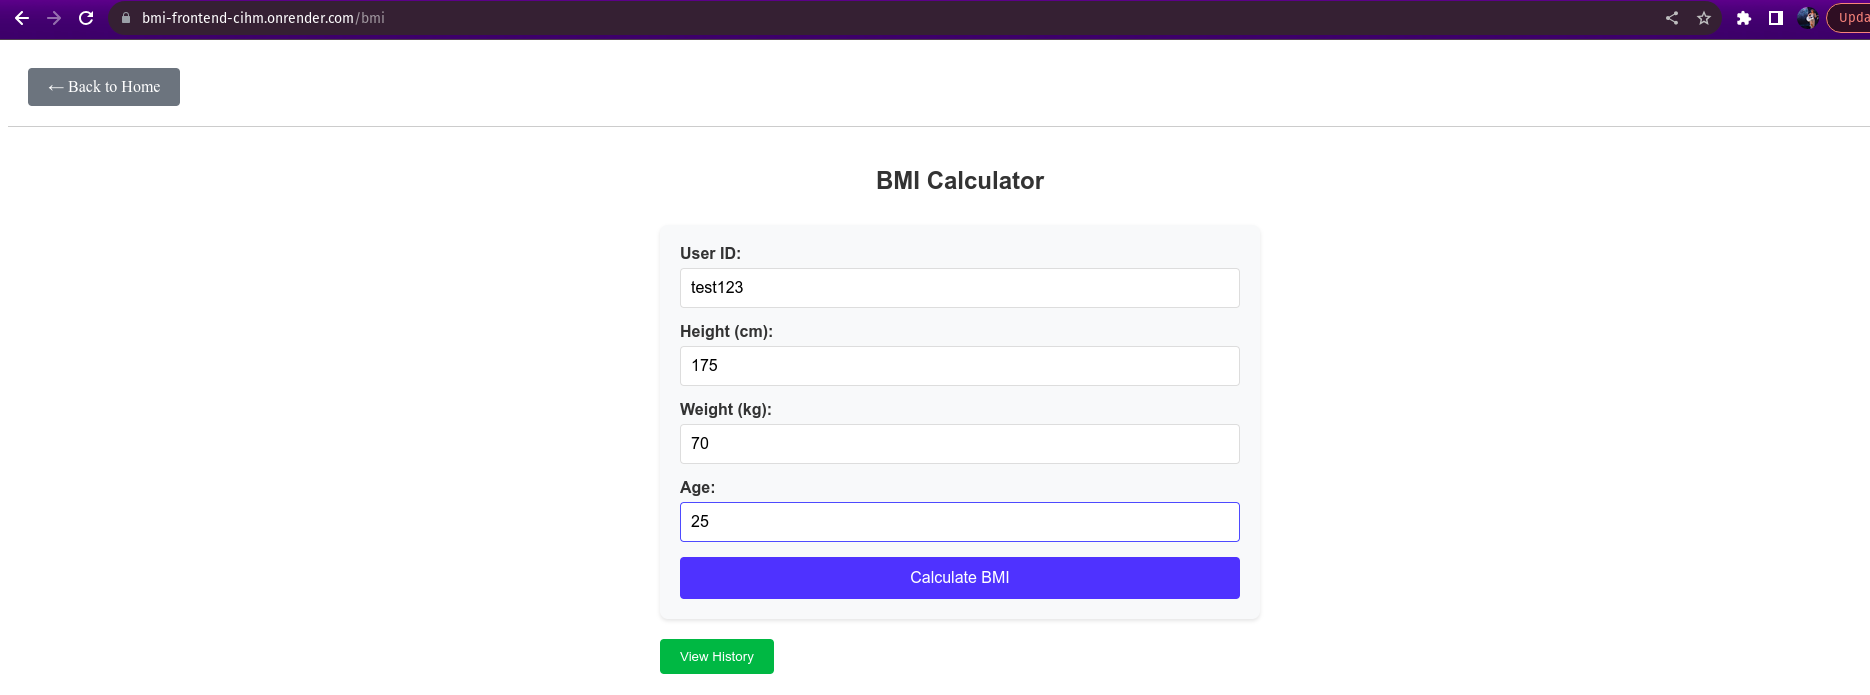 bmi-frontend-cihm.onrender.com/bmi
Upda
← Back to Home
BMI Calculator
User ID:
test123
Height (cm):
175
Weight (kg):
70
Age:
25
Calculate BMI
View History